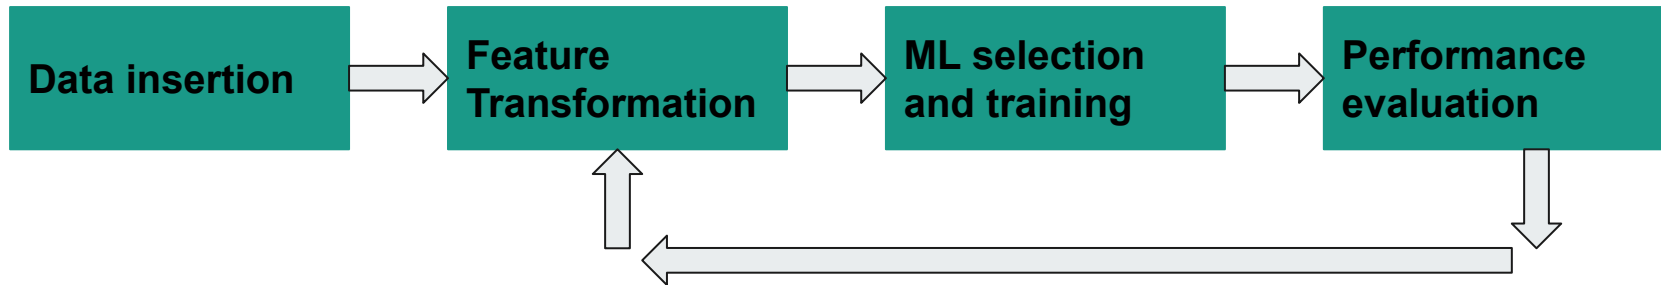 Data insertion
Feature
Transformation
ML selection
and training
Performance
evaluation